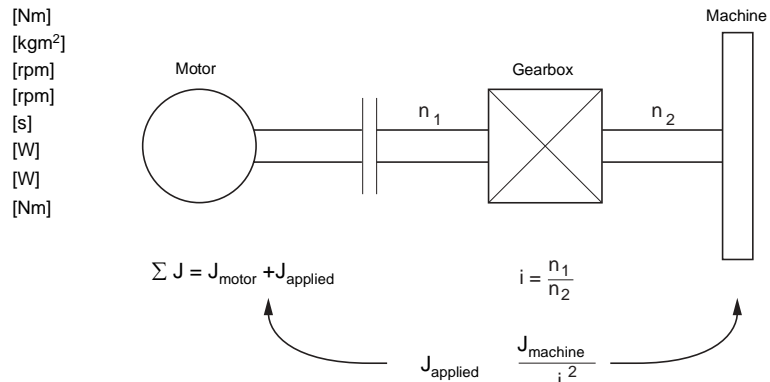 [Nm]
[kgm²]
[rpm]
[rpm]
[s]
[W]
[W]
[Nm]
Machine
Motor
Gearbox
n₁
n₂
Σ J = J_motor +J_applied
i = n₁/n₂
J_applied J_machine/i²